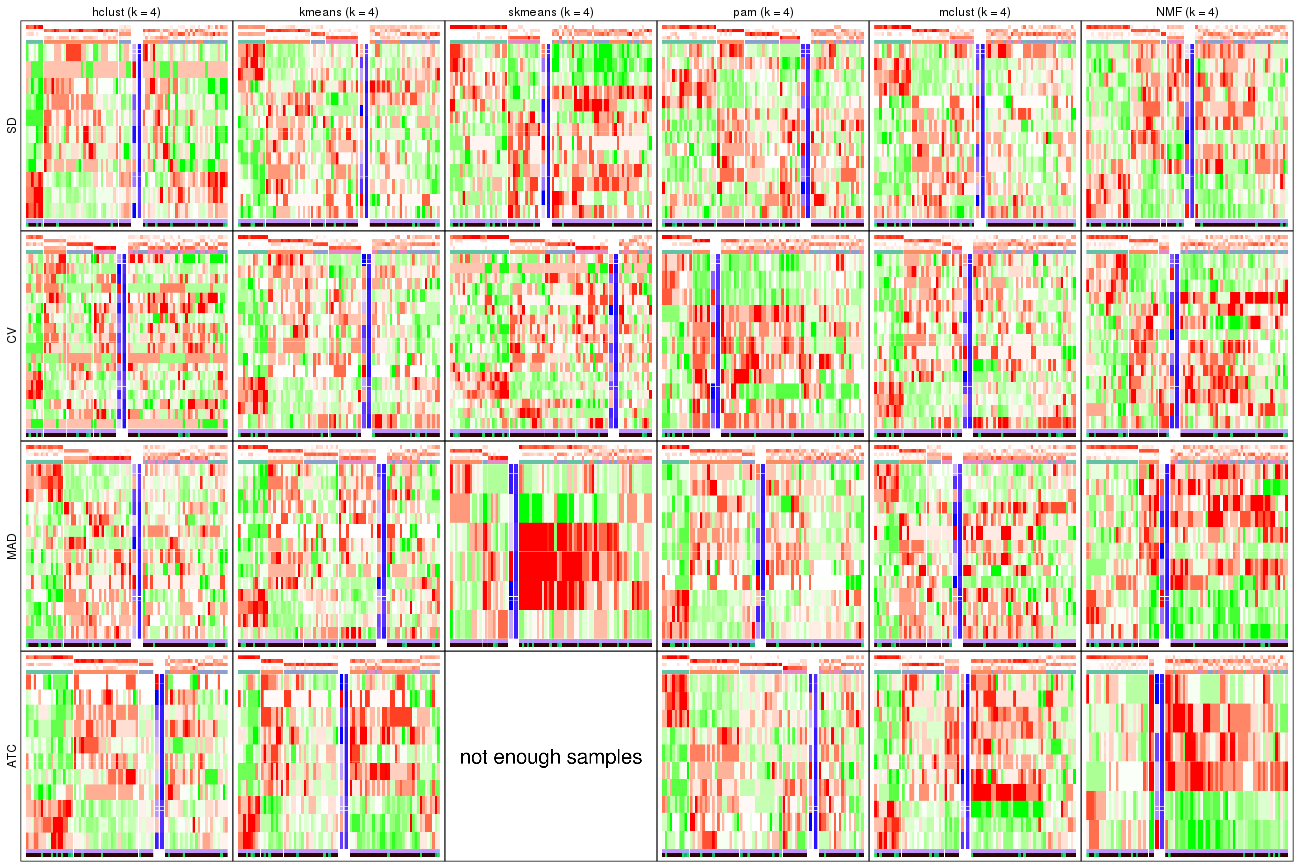 hclust (k = 4) kmeans (k = 4) skmeans (k = 4) pam (k = 4) mclust (k = 4) NMF (k = 4)
SD
CV
MAD
ATC
not enough samples